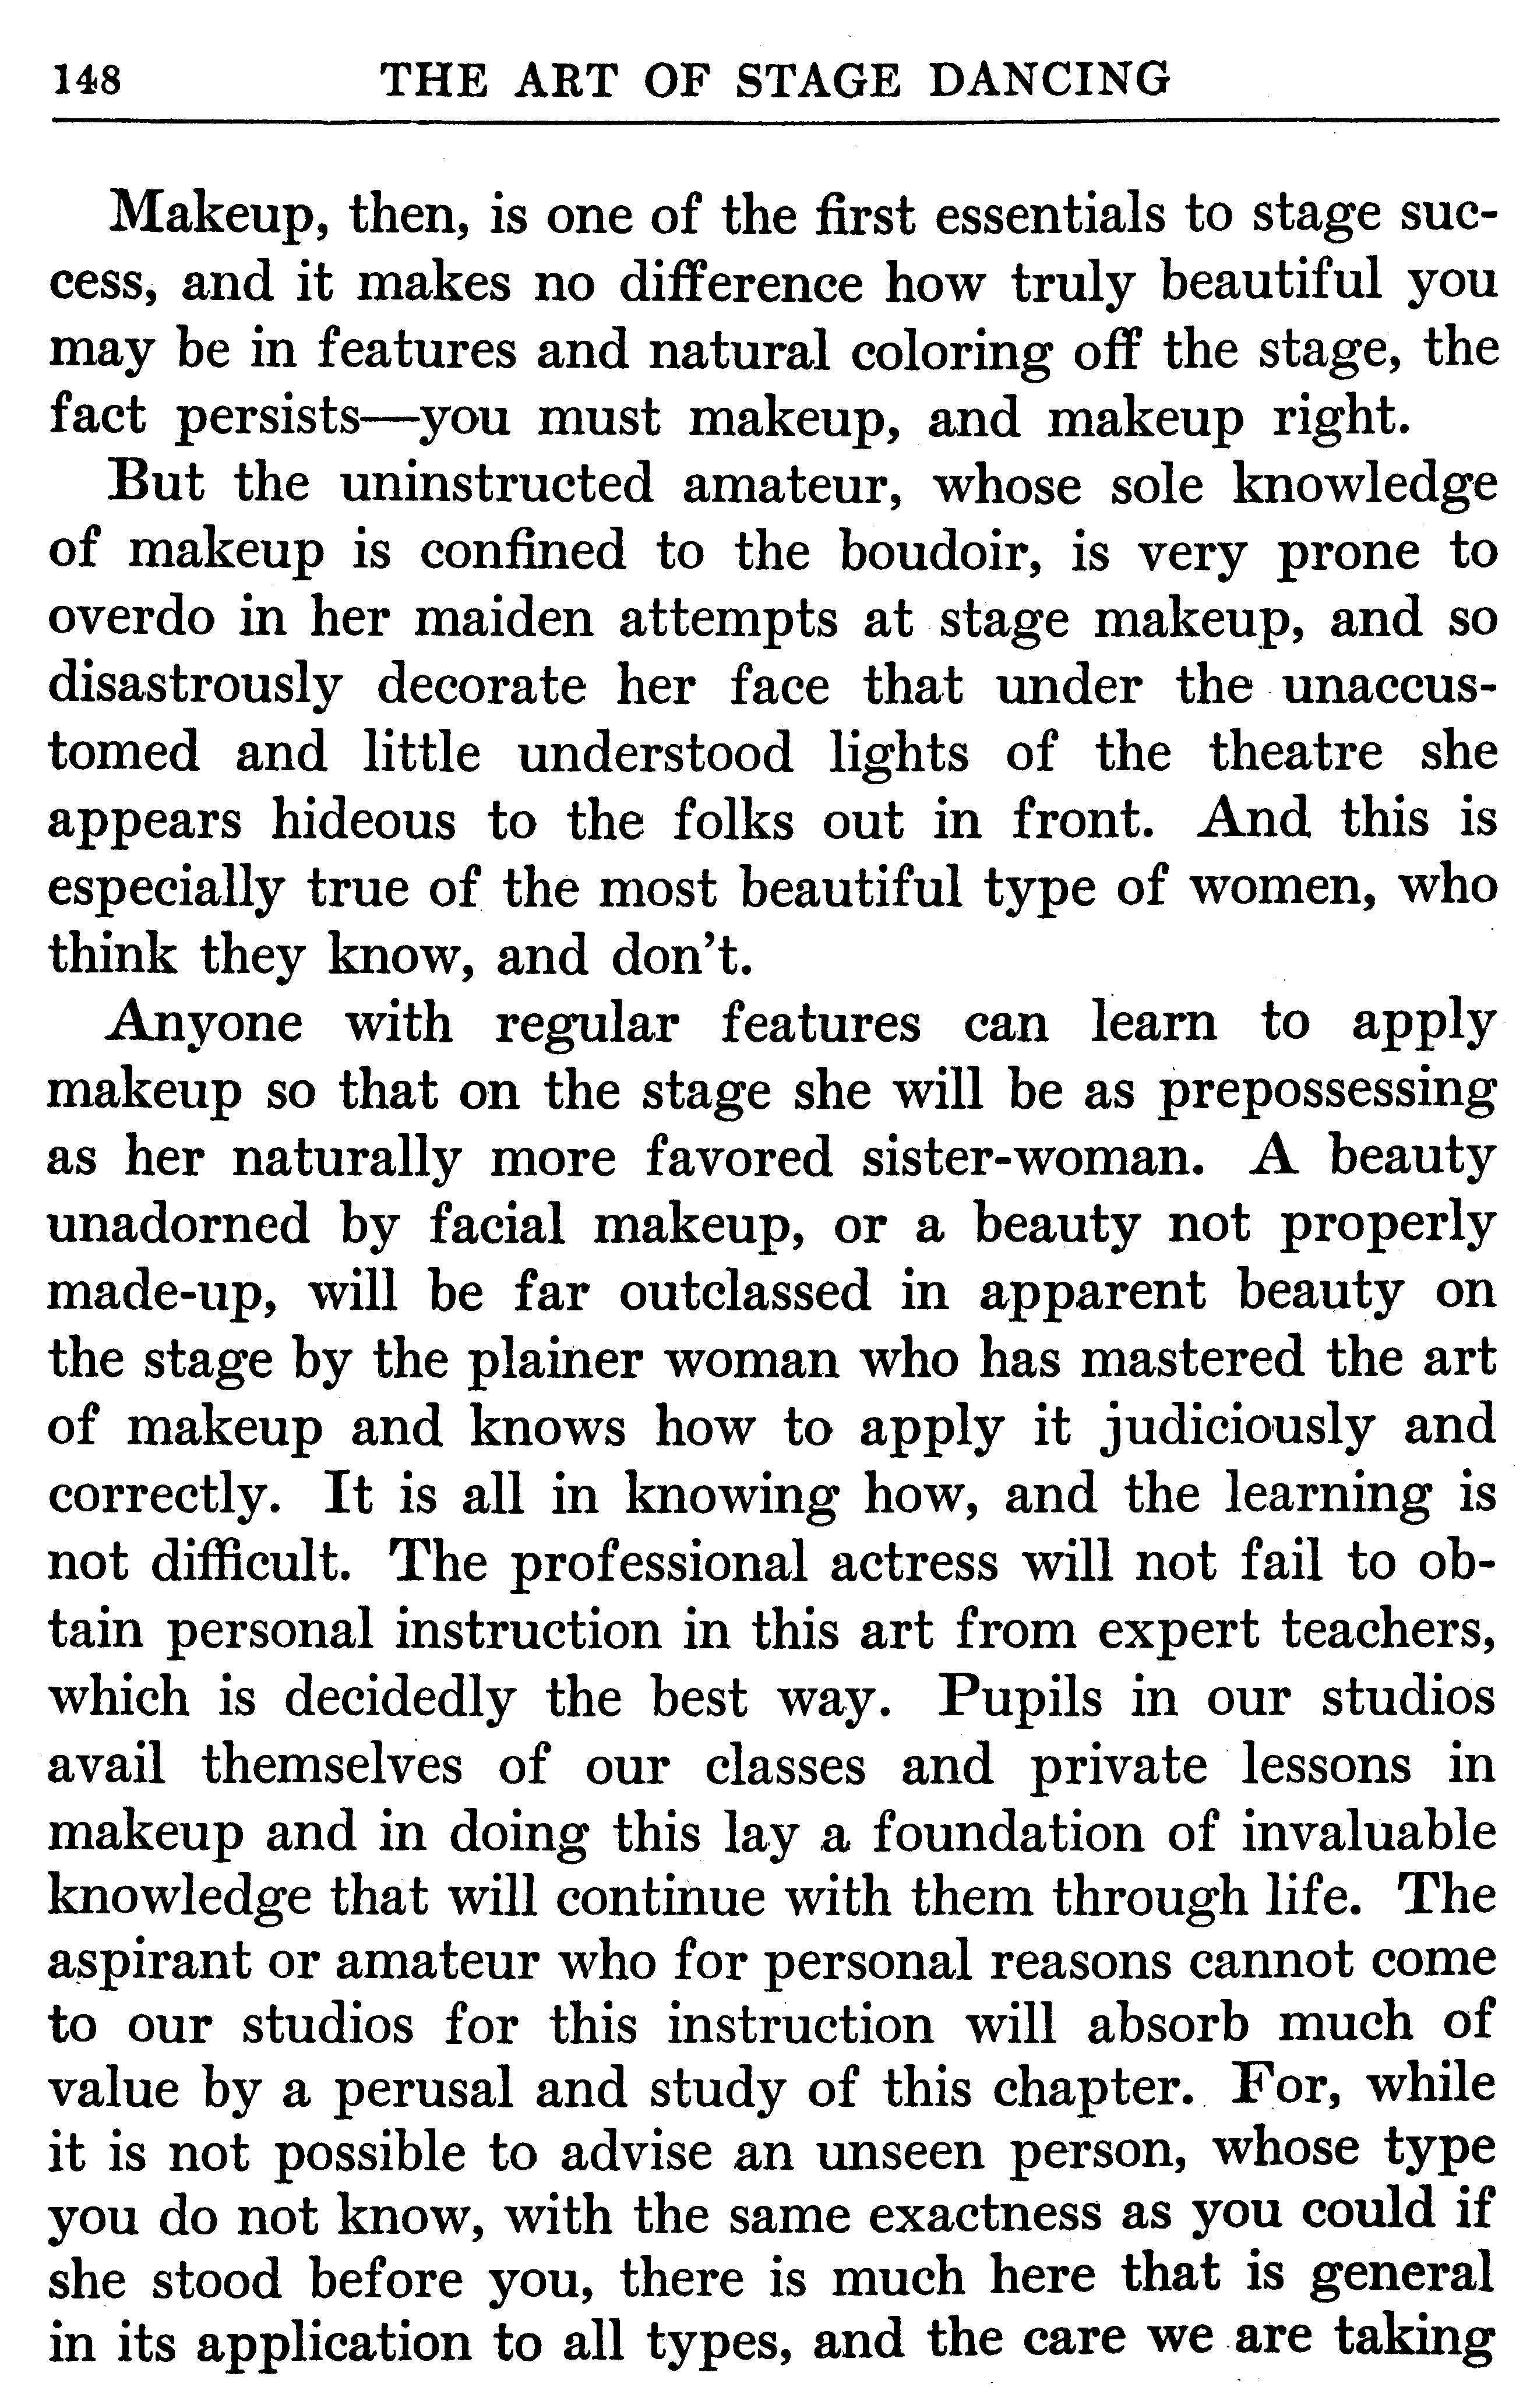 148 THE ART OF STAGE DANCING
Makeup, then, is one of the first essentials to stage suc-
cess, and it makes no difference how truly beautiful you
may be in features and natural coloring off the stage, the
fact persists—you must makeup, and makeup right.
But the uninstructed amateur, whose sole knowledge
of makeup is confined to the boudoir, is very prone to
overdo in her maiden attempts at stage makeup, and so
disastrously decorate her face that under the unaccus-
tomed and little understood lights of the theatre she
appears hideous to the folks out in front. And this is
especially true of the most beautiful type of women, who
think they know, and don't.
Anyone with regular features can learn to apply
makeup so that on the stage she will be as prepossessing
as her naturally more favored sister-woman. A beauty
unadorned by facial makeup, or a beauty not properly
made-up, will be far outclassed in apparent beauty on
the stage by the plainer woman who has mastered the art
of makeup and knows how to apply it judiciously and
correctly. It is all in knowing how, and the learning is
not difficult. The professional actress will not fail to ob-
tain personal instruction in this art from expert teachers,
which is decidedly the best way. Pupils in our studios
avail themselves of our classes and private lessons in
makeup and in doing this lay a foundation of invaluable
knowledge that will continue with them through life. The
aspirant or amateur who for personal reasons cannot come
to our studios for this instruction will absorb much of
value by a perusal and study of this chapter. For, while
it is not possible to advise an unseen person, whose type
you do not know, with the same exactness as you could if
she stood before you, there is much here that is general
in its application to all types, and the care we are taking